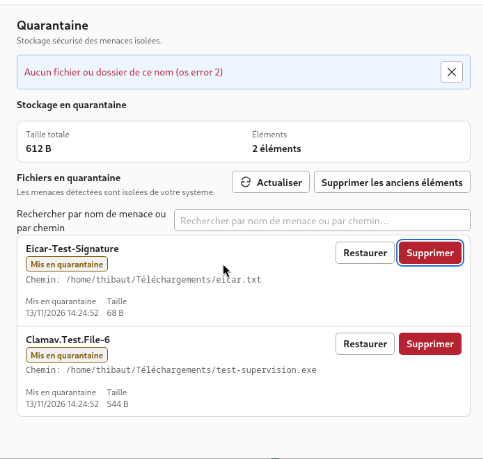 Quarantaine
Stockage sécurisé des menaces isolées.
Aucun fichier ou dossier de ce nom (os error 2)
Stockage en quarantaine
Taille totale
Éléments
612 B
2 éléments
Fichiers en quarantaine
Les menaces détectées sont isolées de votre système.
Actualiser
Supprimer les anciens éléments
Rechercher par nom de menace ou
par chemin
Rechercher par nom de menace ou par chemin...
Eicar-Test-Signature
Mis en quarantaine
Restaurer
Supprimer
Chemin: /home/thibaut/Téléchargements/eicar.txt
Mis en quarantaine Taille
13/11/2026 14:24:52 68 B
Clamav.Test.File-6
Mis en quarantaine
Restaurer
Supprimer
Chemin: /home/thibaut/Téléchargements/test-supervision.exe
Mis en quarantaine Taille
13/11/2026 14:24:52 544 B